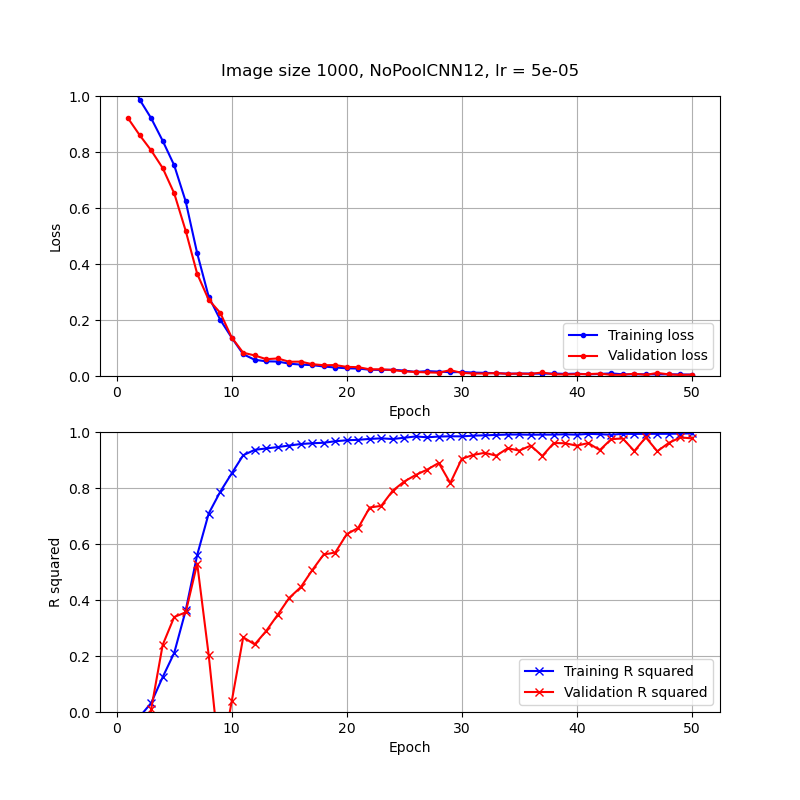 Image size 1000, NoPoolCNN12, lr = 5e-05
1.0
0.8
0.6
0.4
0.2
0.0
Loss
Training loss
Validation loss
0 10 20 30 40 50
Epoch
1.0
0.8
0.6
0.4
0.2
0.0
R squared
Training R squared
Validation R squared
0 10 20 30 40 50
Epoch